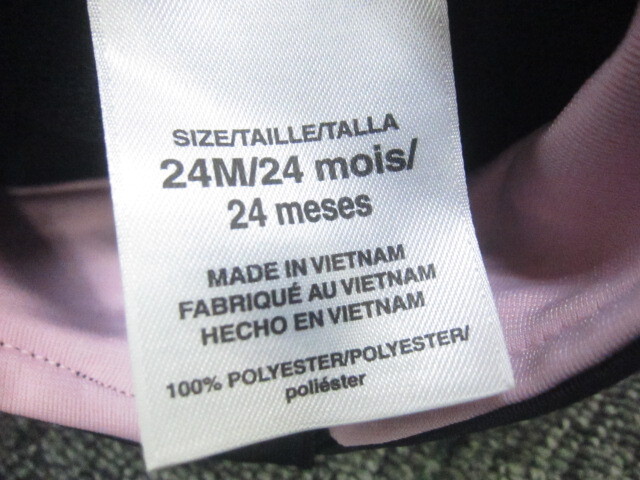 SIZE/TAILLE/TALLA
24M/24 mois/
24 meses
MADE IN VIETNAM
FABRIQUÉ AU VIETNAM
HECHO EN VIETNAM
100% POLYESTER/POLYESTER/
poliéster